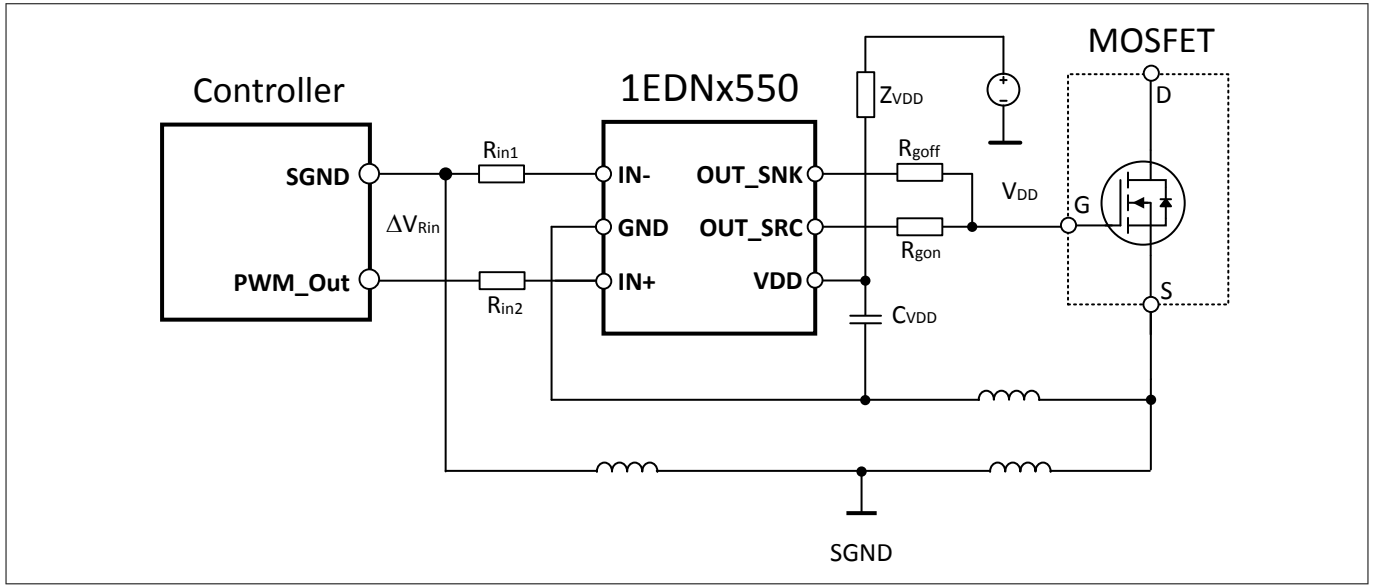 MOSFET
Controller
1EDNx550
D
ZVDD
+
−
Rin1
Rgoff
SGND
IN-
OUT_SNK
VDD
G
ΔVRin
GND
OUT_SRC
Rgon
PWM_Out
IN+
VDD
Rin2
S
CVDD
SGND